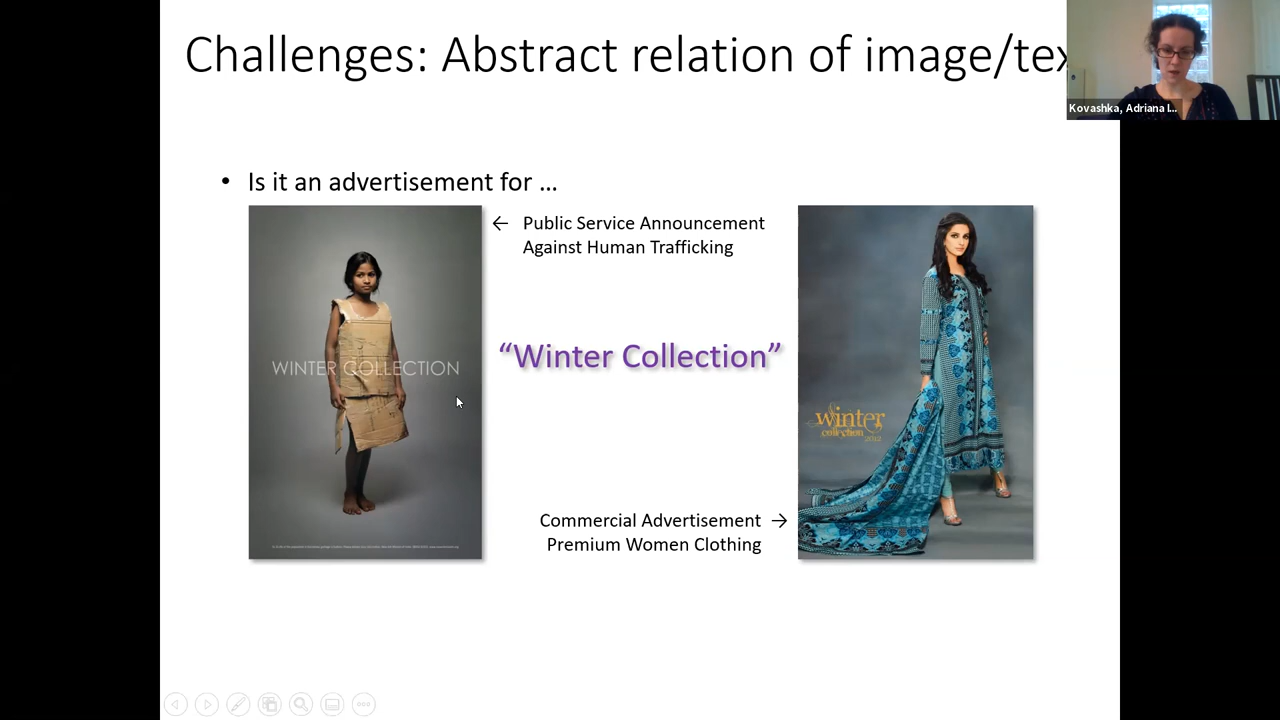 Challenges: Abstract relation of image/tex
Kovashka, Adriana I...
• Is it an advertisement for ...
← Public Service Announcement
Against Human Trafficking
WINTER COLLECTION
“Winter Collection”
winter
collection
2012
Commercial Advertisement →
Premium Women Clothing